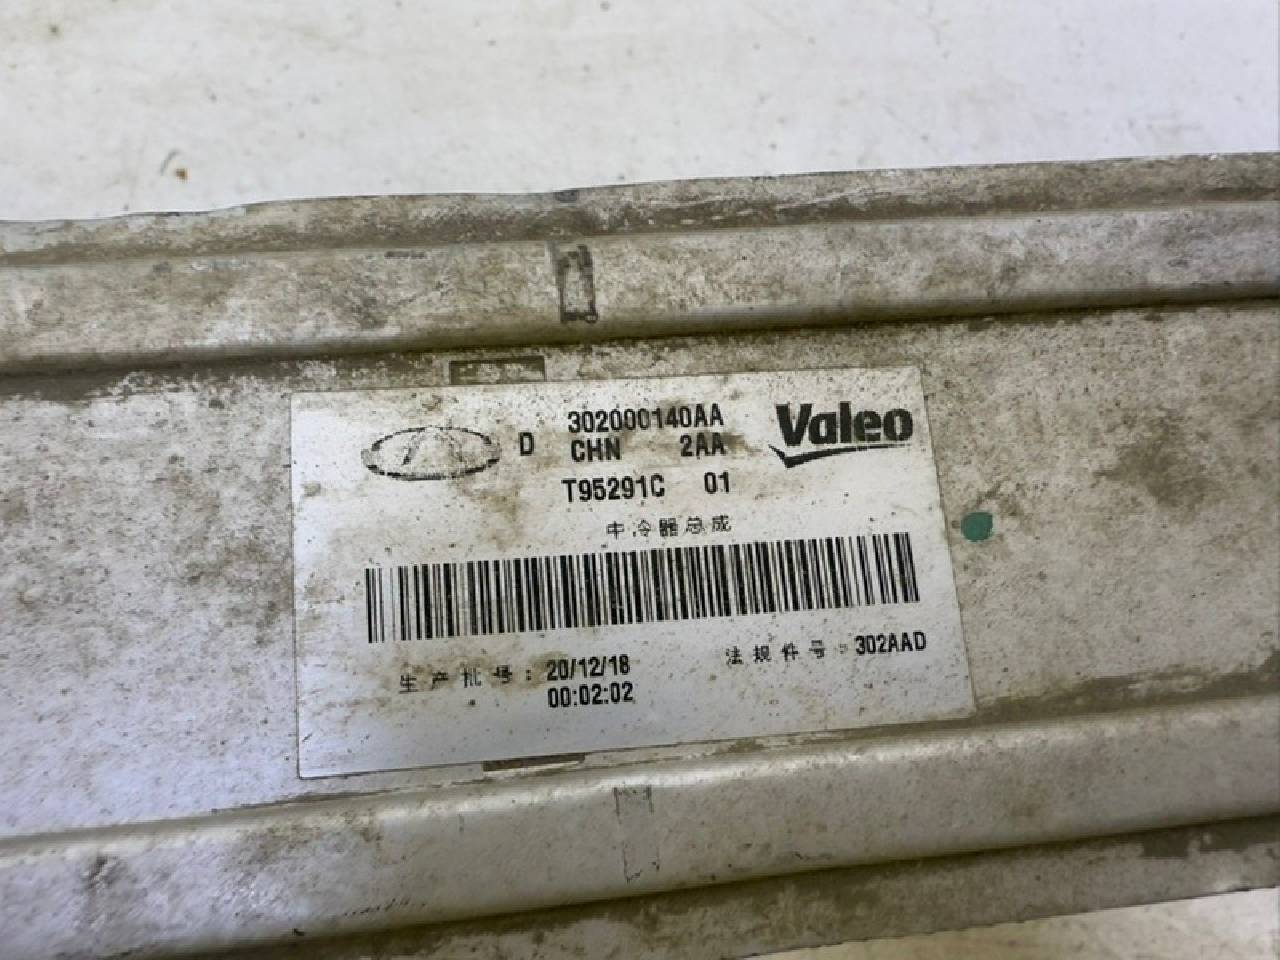 302000140AA
D CHN 2AA
Valeo
T95291C 01
中冷器总成
生产批号: 20/12/18
00:02:02
法规件号: 302AAD